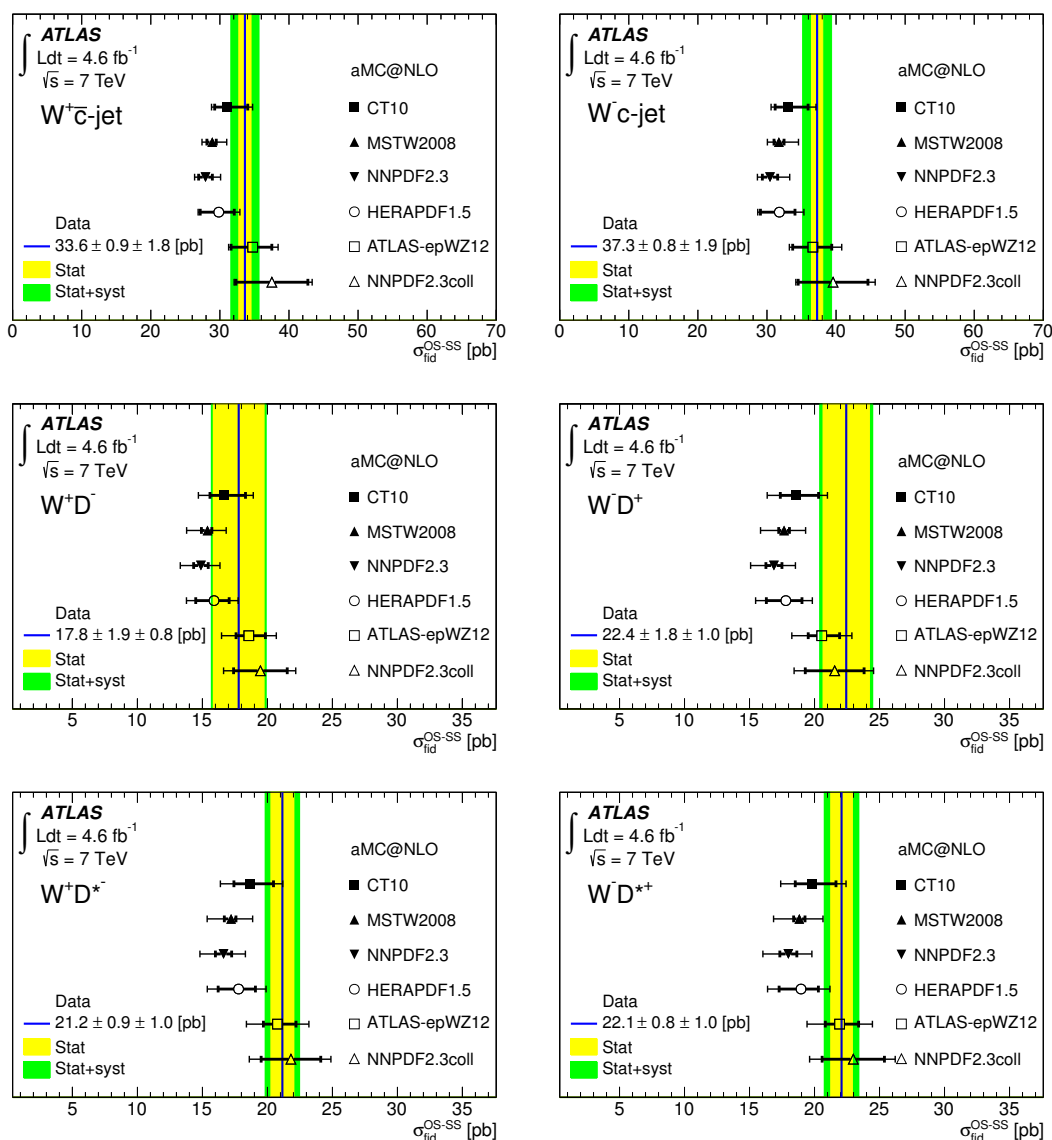 ATLAS
∫ Ldt = 4.6 fb⁻¹
√s = 7 TeV
W⁺c̅-jet
aMC@NLO
CT10
MSTW2008
NNPDF2.3
HERAPDF1.5
ATLAS-epWZ12
NNPDF2.3coll
Data
33.6 ± 0.9 ± 1.8 [pb]
Stat
Stat+syst
0 10 20 30 40 50 60 70
σ_fid^OS-SS [pb]
ATLAS
∫ Ldt = 4.6 fb⁻¹
√s = 7 TeV
W⁻c-jet
aMC@NLO
CT10
MSTW2008
NNPDF2.3
HERAPDF1.5
ATLAS-epWZ12
NNPDF2.3coll
Data
37.3 ± 0.8 ± 1.9 [pb]
Stat
Stat+syst
0 10 20 30 40 50 60 70
σ_fid^OS-SS [pb]
ATLAS
∫ Ldt = 4.6 fb⁻¹
√s = 7 TeV
W⁺D⁻
aMC@NLO
CT10
MSTW2008
NNPDF2.3
HERAPDF1.5
ATLAS-epWZ12
NNPDF2.3coll
Data
17.8 ± 1.9 ± 0.8 [pb]
Stat
Stat+syst
5 10 15 20 25 30 35
σ_fid^OS-SS [pb]
ATLAS
∫ Ldt = 4.6 fb⁻¹
√s = 7 TeV
W⁻D⁺
aMC@NLO
CT10
MSTW2008
NNPDF2.3
HERAPDF1.5
ATLAS-epWZ12
NNPDF2.3coll
Data
22.4 ± 1.8 ± 1.0 [pb]
Stat
Stat+syst
5 10 15 20 25 30 35
σ_fid^OS-SS [pb]
ATLAS
∫ Ldt = 4.6 fb⁻¹
√s = 7 TeV
W⁺D*⁻
aMC@NLO
CT10
MSTW2008
NNPDF2.3
HERAPDF1.5
ATLAS-epWZ12
NNPDF2.3coll
Data
21.2 ± 0.9 ± 1.0 [pb]
Stat
Stat+syst
5 10 15 20 25 30 35
σ_fid^OS-SS [pb]
ATLAS
∫ Ldt = 4.6 fb⁻¹
√s = 7 TeV
W⁻D*⁺
aMC@NLO
CT10
MSTW2008
NNPDF2.3
HERAPDF1.5
ATLAS-epWZ12
NNPDF2.3coll
Data
22.1 ± 0.8 ± 1.0 [pb]
Stat
Stat+syst
5 10 15 20 25 30 35
σ_fid^OS-SS [pb]